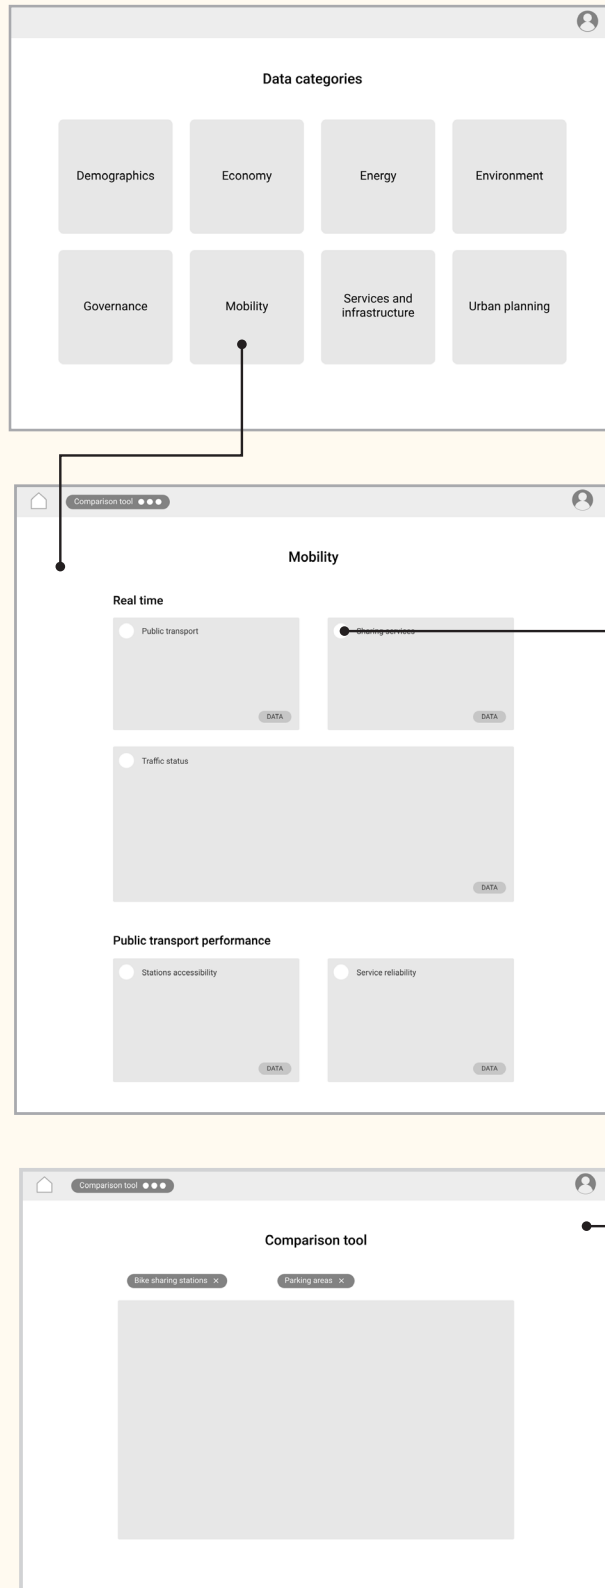 Data categories
Demographics
Economy
Energy
Environment
Governance
Mobility
Services and
infrastructure
Urban planning
Comparison tool
Mobility
Real time
Public transport
Sharing services
DATA
DATA
Traffic status
DATA
Public transport performance
Stations accessibility
Service reliability
DATA
DATA
Comparison tool
Comparison tool
Bike sharing stations ×
Parking areas ×